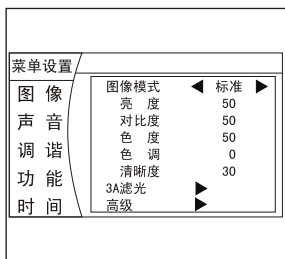 菜单设置
图 像
声 音
调 谐
功 能
时 间
图像模式 ◀ 标准 ▶
亮 度 50
对比度 50
色 度 50
色 调 0
清晰度 30
3A滤光 ▶
高级 ▶